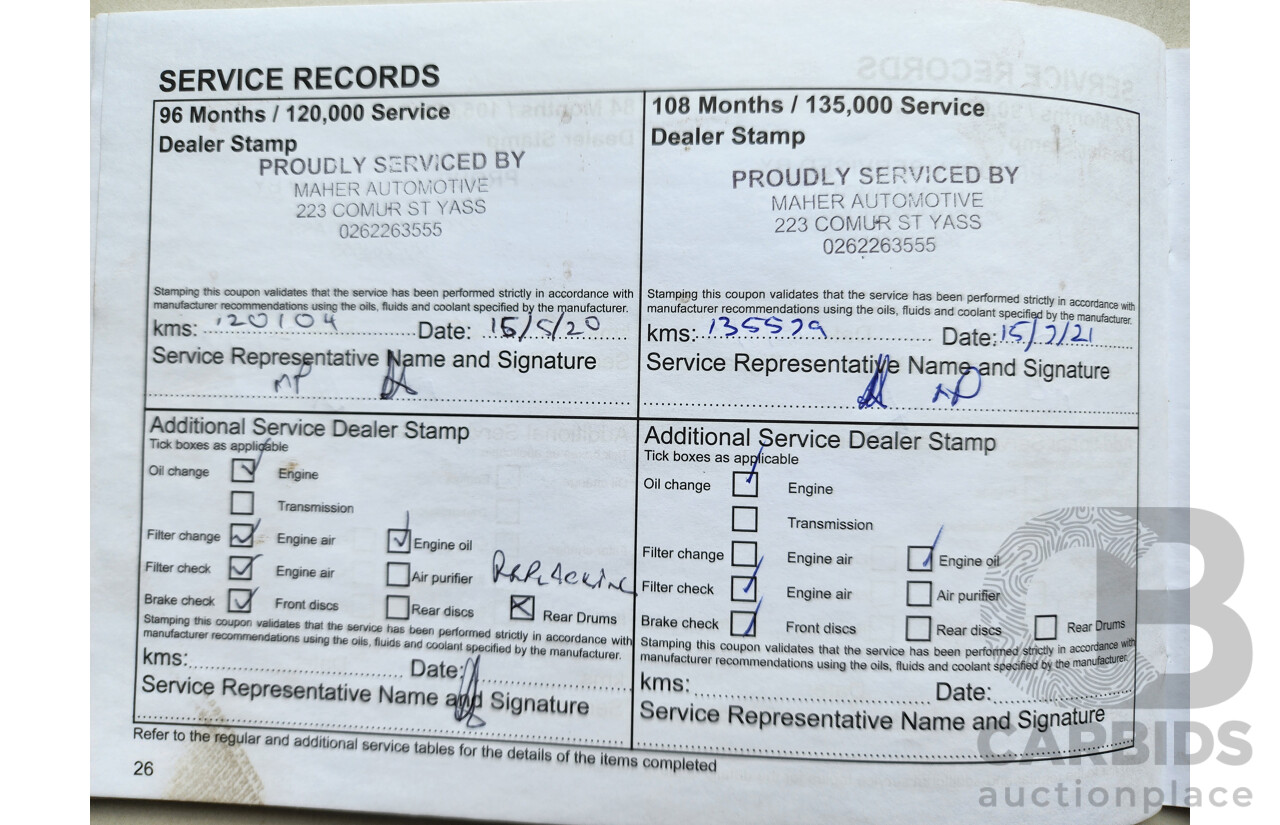 SERVICE RECORDS
96 Months / 120,000 Service
Dealer Stamp
PROUDLY SERVICED BY
MAHER AUTOMOTIVE
223 COMUR ST YASS
0262263555
Stamping this coupon validates that the service has been performed strictly in accordance with
manufacturer recommendations using the oils, fluids and coolant specified by the manufacturer.
kms: 120104 Date: 15/5/20
Service Representative Name and Signature
MP
Additional Service Dealer Stamp
Tick boxes as applicable
Oil change Engine
Transmission
Filter change Engine air Engine oil
Filter check Engine air Air purifier
Brake check Front discs Rear discs Rear Drums
Stamping this coupon validates that the service has been performed strictly in accordance with
manufacturer recommendations using the oils, fluids and coolant specified by the manufacturer.
kms: Date:
Service Representative Name and Signature
108 Months / 135,000 Service
Dealer Stamp
PROUDLY SERVICED BY
MAHER AUTOMOTIVE
223 COMUR ST YASS
0262263555
Stamping this coupon validates that the service has been performed strictly in accordance with
manufacturer recommendations using the oils, fluids and coolant specified by the manufacturer.
kms: 135579 Date: 15/7/21
Service Representative Name and Signature
MP
Additional Service Dealer Stamp
Tick boxes as applicable
Oil change Engine
Transmission
Filter change Engine air Engine oil
Filter check Engine air Air purifier
Brake check Front discs Rear discs Rear Drums
Stamping this coupon validates that the service has been performed strictly in accordance with
manufacturer recommendations using the oils, fluids and coolant specified by the manufacturer.
kms: Date:
Service Representative Name and Signature
Refer to the regular and additional service tables for the details of the items completed
26
CARBIDS
auctionplace